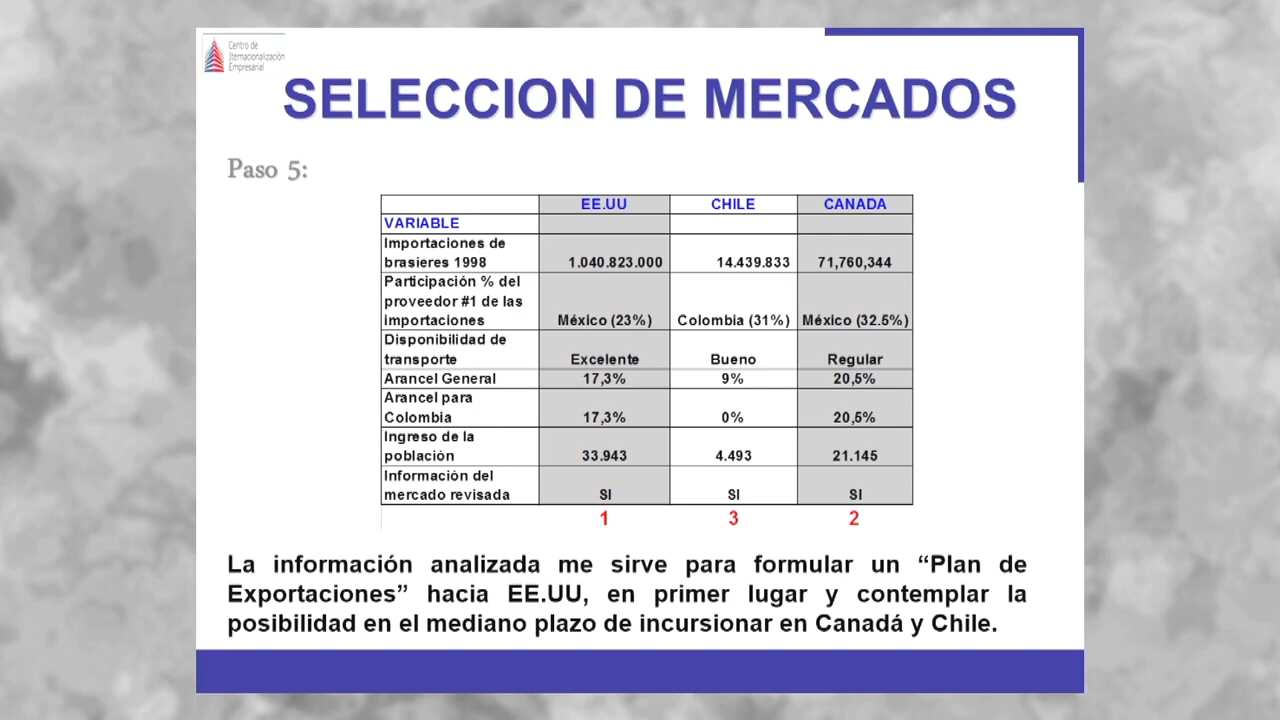 Centro de
Iternacionalización
Empresarial
SELECCION DE MERCADOS
Paso 5:
EE.UU CHILE CANADA
VARIABLE
Importaciones de
brasieres 1998 1.040.823.000 14.439.833 71,760,344
Participación % del
proveedor #1 de las
importaciones México (23%) Colombia (31%) México (32.5%)
Disponibilidad de
transporte Excelente Bueno Regular
Arancel General 17,3% 9% 20,5%
Arancel para
Colombia 17,3% 0% 20,5%
Ingreso de la
población 33.943 4.493 21.145
Información del
mercado revisada SI SI SI
1 3 2
La información analizada me sirve para formular un “Plan de
Exportaciones” hacia EE.UU, en primer lugar y contemplar la
posibilidad en el mediano plazo de incursionar en Canadá y Chile.